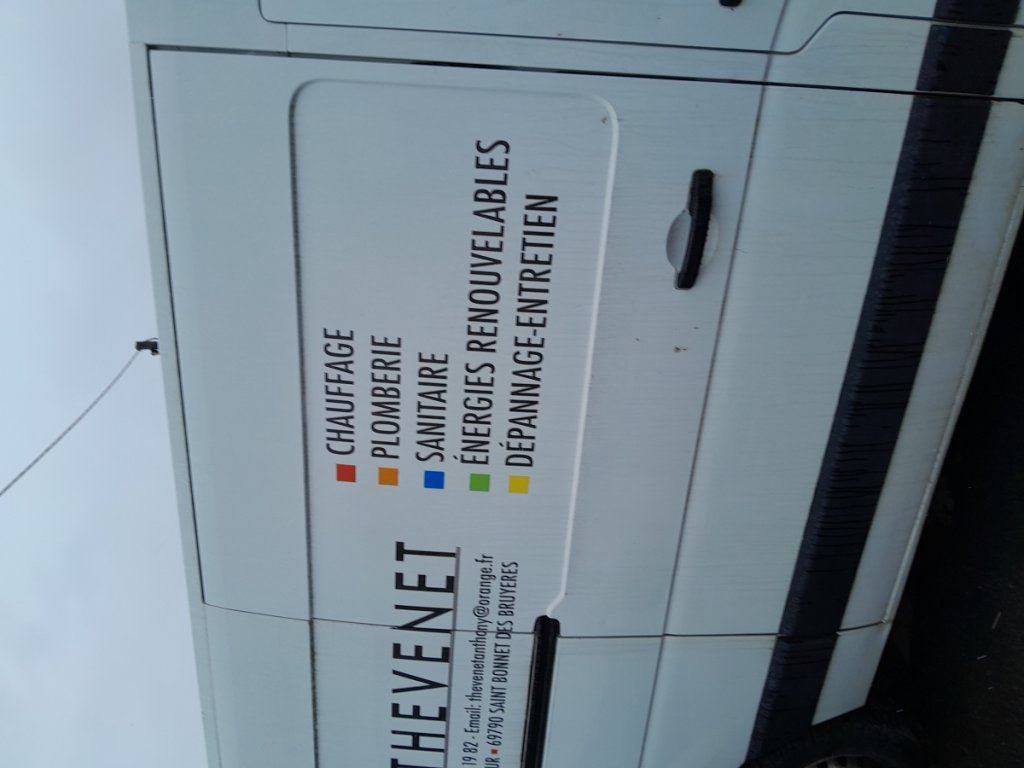 THEVENET
19.82 - Email: thevenetanthony@orange.fr
69790 SAINT BONNET DES BRUYERES
CHAUFFAGE
PLOMBERIE
SANITAIRE
ÉNERGIES RENOUVELABLES
DÉPANNAGE-ENTRETIEN